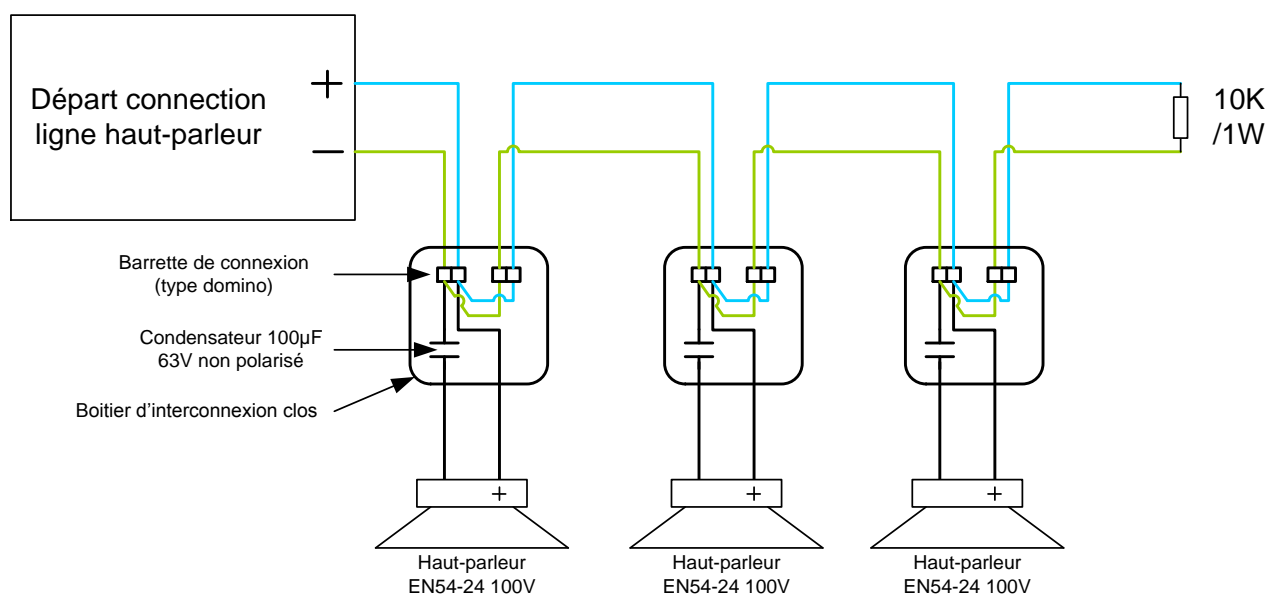 Départ connection
ligne haut-parleur
+
−
10K
/1W
Barrette de connexion
(type domino)
Condensateur 100µF
63V non polarisé
Boitier d'interconnexion clos
+
+
+
Haut-parleur
EN54-24 100V
Haut-parleur
EN54-24 100V
Haut-parleur
EN54-24 100V